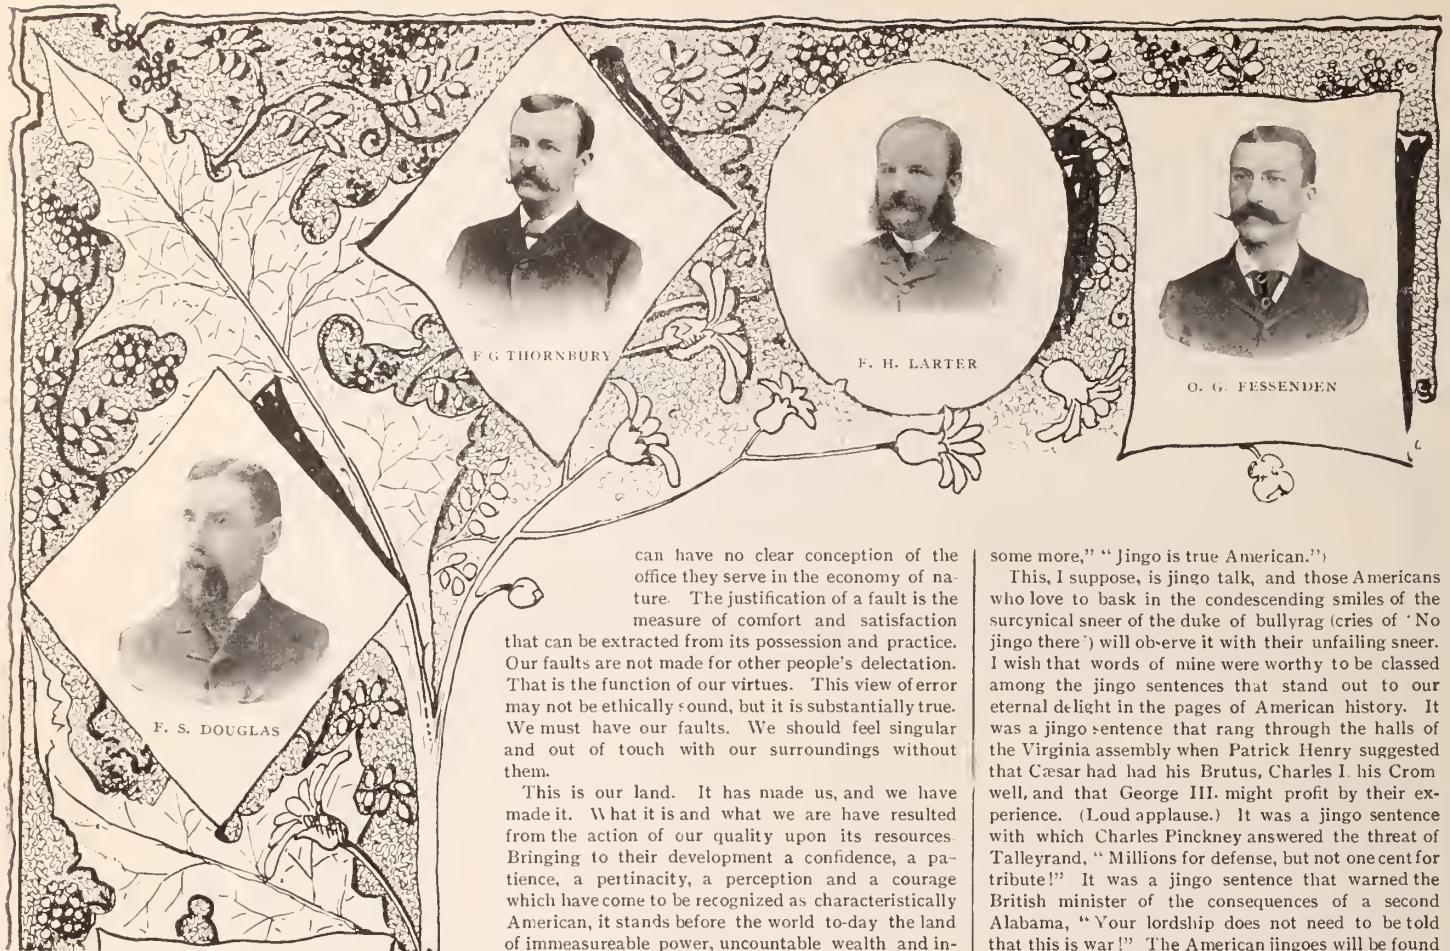 F G THORNBURY
F. H. LARTER
O. G. FESSENDEN
F. S. DOUGLAS
can have no clear conception of the
office they serve in the economy of na-
ture. The justification of a fault is the
measure of comfort and satisfaction
that can be extracted from its possession and practice.
Our faults are not made for other people's delectation.
That is the function of our virtues. This view of error
may not be ethically sound, but it is substantially true.
We must have our faults. We should feel singular
and out of touch with our surroundings without
them.
This is our land. It has made us, and we have
made it. What it is and what we are have resulted
from the action of our quality upon its resources.
Bringing to their development a confidence, a pa-
tience, a pertinacity, a perception and a courage
which have come to be recognized as characteristically
American, it stands before the world to-day the land
of immeasureable power, uncountable wealth and in-
some more," "Jingo is true American.")
This, I suppose, is jingo talk, and those Americans
who love to bask in the condescending smiles of the
surcynical sneer of the duke of bullyrag (cries of 'No
jingo there') will observe it with their unfailing sneer.
I wish that words of mine were worthy to be classed
among the jingo sentences that stand out to our
eternal delight in the pages of American history. It
was a jingo sentence that rang through the halls of
the Virginia assembly when Patrick Henry suggested
that Cæsar had had his Brutus, Charles I. his Crom
well, and that George III. might profit by their ex-
perience. (Loud applause.) It was a jingo sentence
with which Charles Pinckney answered the threat of
Talleyrand, "Millions for defense, but not one cent for
tribute!" It was a jingo sentence that warned the
British minister of the consequences of a second
Alabama, "Your lordship does not need to be told
that this is war!" The American jingoes will be found